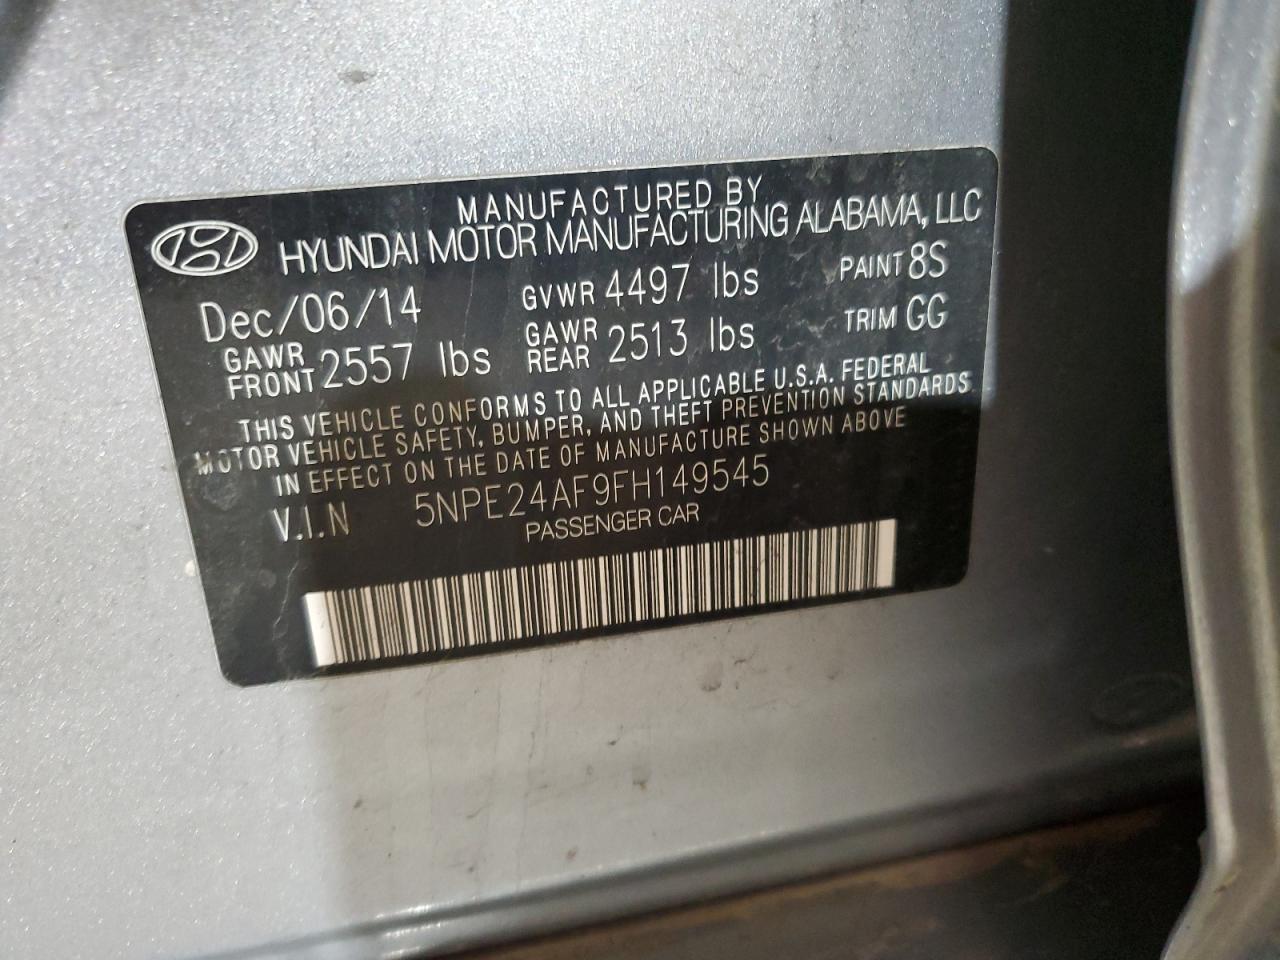 MANUFACTURED BY
HYUNDAI MOTOR MANUFACTURING ALABAMA, LLC
Dec/06/14 GVWR 4497 lbs PAINT 8S
GAWR FRONT 2557 lbs GAWR REAR 2513 lbs TRIM GG
THIS VEHICLE CONFORMS TO ALL APPLICABLE U.S.A. FEDERAL
MOTOR VEHICLE SAFETY, BUMPER, AND THEFT PREVENTION STANDARDS
IN EFFECT ON THE DATE OF MANUFACTURE SHOWN ABOVE
V.I.N 5NPE24AF9FH149545
PASSENGER CAR